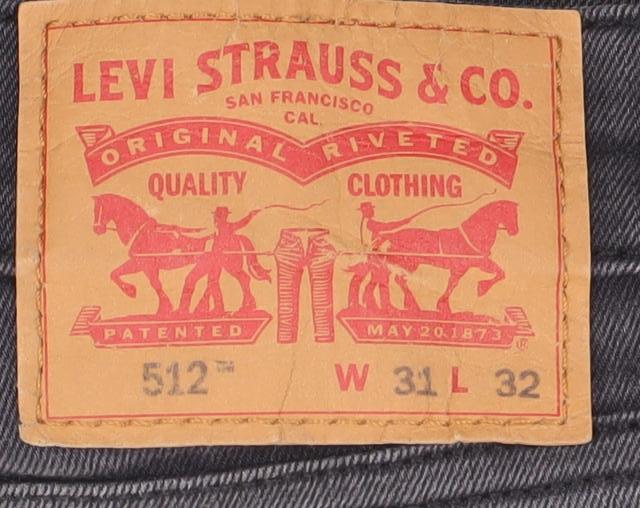 LEVI STRAUSS & CO.
SAN FRANCISCO
CAL.
ORIGINAL RIVETED
QUALITY CLOTHING
PATENTED MAY 20 1873 ®
512™ W 31 L 32